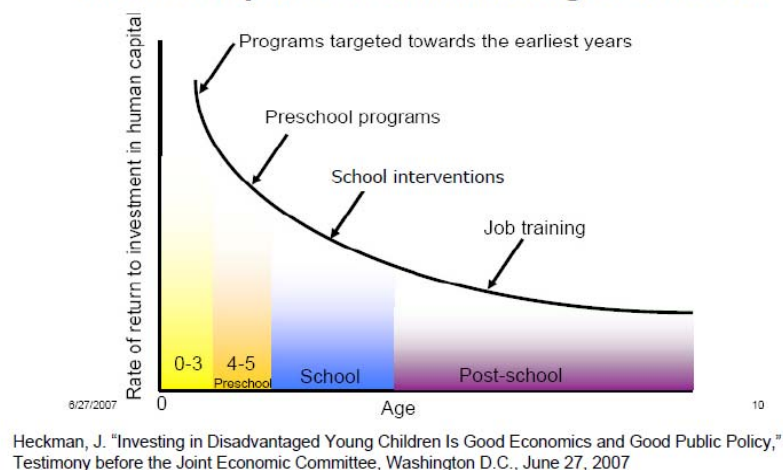 Programs targeted towards the earliest years
Preschool programs
School interventions
Job training
Rate of return to investment in human capital
0-3
4-5
Preschool
School
Post-school
6/27/2007
0
Age
10
Heckman, J. “Investing in Disadvantaged Young Children Is Good Economics and Good Public Policy,”
Testimony before the Joint Economic Committee, Washington D.C., June 27, 2007